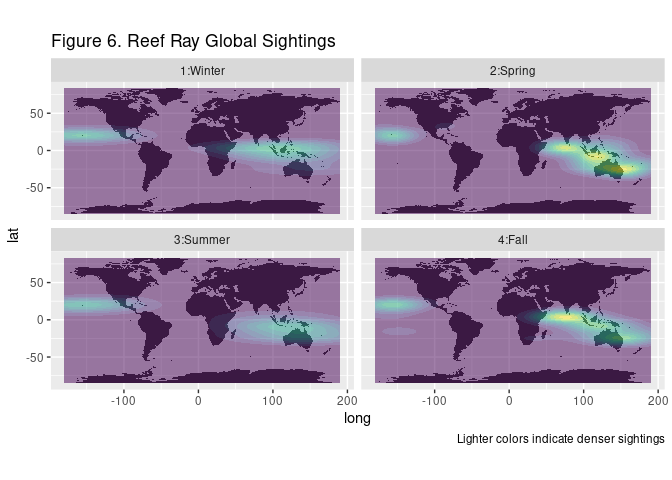 Figure 6. Reef Ray Global Sightings
1:Winter
2:Spring
50
0
-50
3:Summer
4:Fall
50
0
-50
lat
-100 0 100 200
-100 0 100 200
long
Lighter colors indicate denser sightings